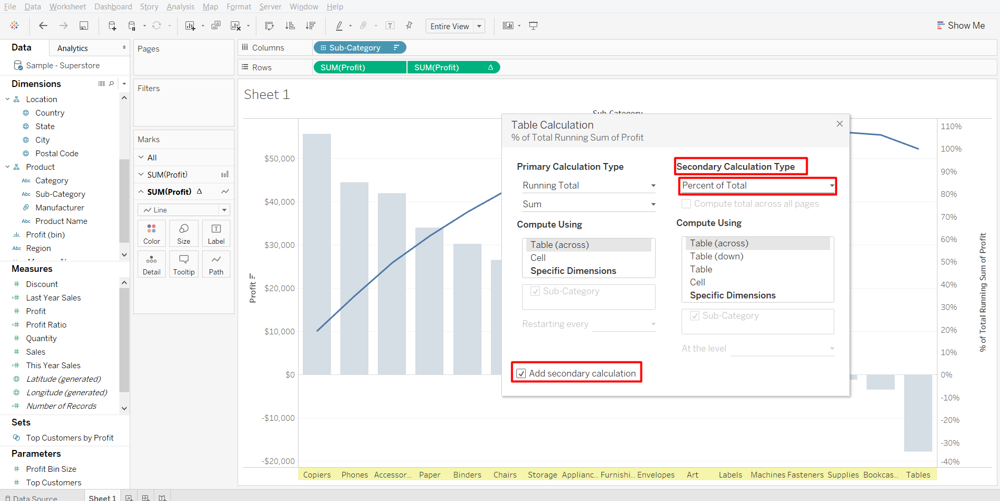 File Data Worksheet Dashboard Story Analysis Map Format Server Window Help
Entire View
Show Me
Data
Analytics
Sample - Superstore
Dimensions
Location
Country
State
City
Postal Code
Product
Abc Category
Abc Sub-Category
Manufacturer
Abc Product Name
Profit (bin)
Abc Region
Measures
Discount
Last Year Sales
Profit
Profit Ratio
Quantity
Sales
This Year Sales
Latitude (generated)
Longitude (generated)
Number of Records
Sets
Top Customers by Profit
Parameters
Profit Bin Size
Top Customers
Pages
Filters
Marks
All
SUM(Profit)
SUM(Profit) Δ
Line
Color Size Label
Detail Tooltip Path
Columns Sub-Category
Rows SUM(Profit) SUM(Profit) Δ
Sheet 1
Sub-Category
Profit
$50,000
$40,000
$30,000
$20,000
$10,000
$0
-$10,000
-$20,000
Table Calculation
% of Total Running Sum of Profit
Primary Calculation Type
Running Total
Sum
Compute Using
Table (across)
Cell
Specific Dimensions
Sub-Category
Restarting every
Add secondary calculation
Secondary Calculation Type
Percent of Total
Compute total across all pages
Compute Using
Table (across)
Table (down)
Table
Cell
Specific Dimensions
Sub-Category
At the level
110%
100%
90%
80%
70%
60%
50%
40%
30%
20%
10%
0%
-10%
-20%
-30%
-40%
% of Total Running Sum of Profit
Copiers Phones Accessor.. Paper Binders Chairs Storage Applianc.. Furnishi.. Envelopes Art Labels Machines Fasteners Supplies Bookcas.. Tables
Data Source Sheet 1